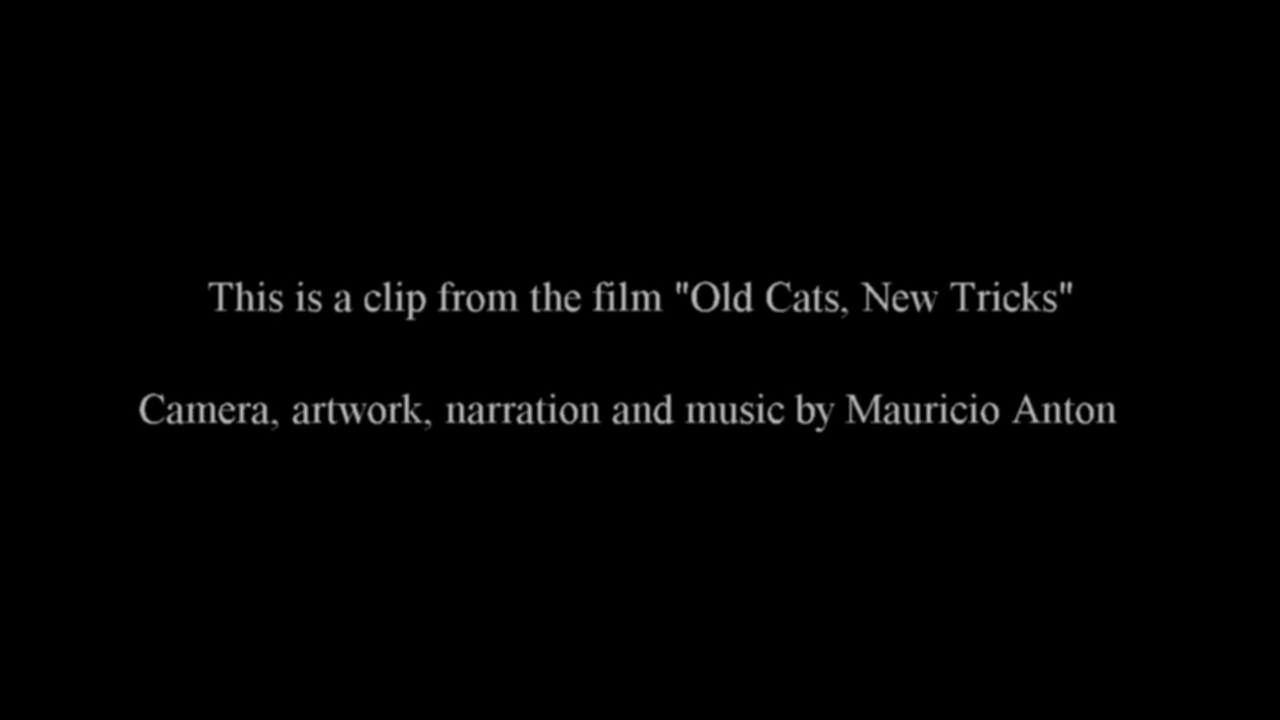 This is a clip from the film "Old Cats, New Tricks"
Camera, artwork, narration and music by Mauricio Anton